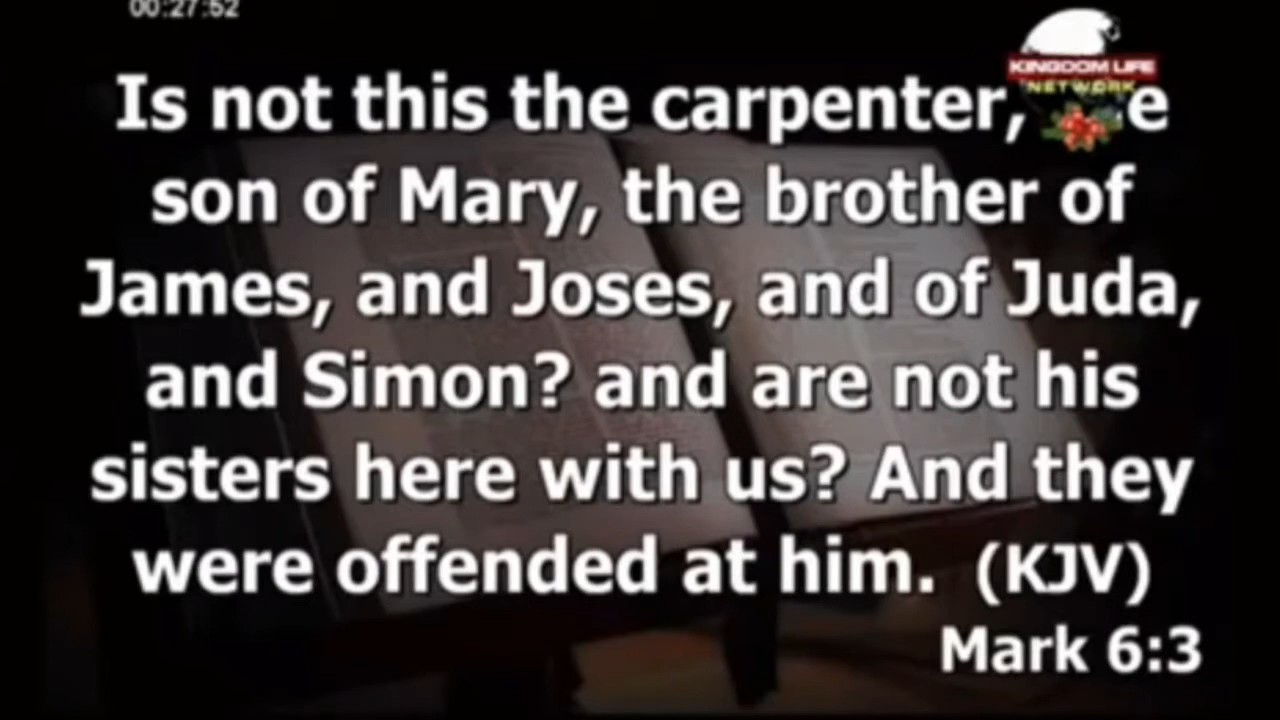 00:27:52
KINGDOM LIFE
NETWORK
Is not this the carpenter, e
son of Mary, the brother of
James, and Joses, and of Juda,
and Simon? and are not his
sisters here with us? And they
were offended at him. (KJV)
Mark 6:3